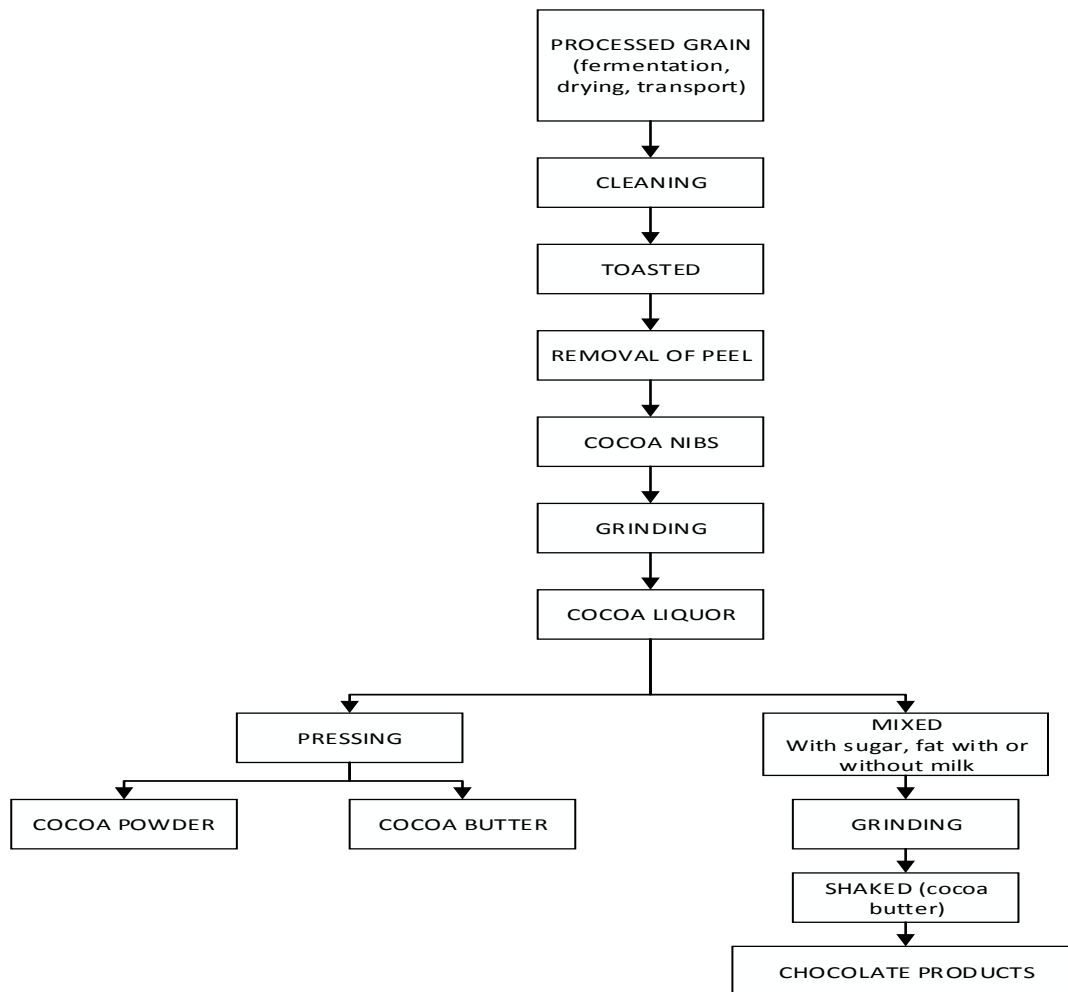 PROCESSED GRAIN
(fermentation,
drying, transport)
CLEANING
TOASTED
REMOVAL OF PEEL
COCOA NIBS
GRINDING
COCOA LIQUOR
PRESSING
COCOA POWDER
COCOA BUTTER
MIXED
With sugar, fat with or
without milk
GRINDING
SHAKED (cocoa
butter)
CHOCOLATE PRODUCTS